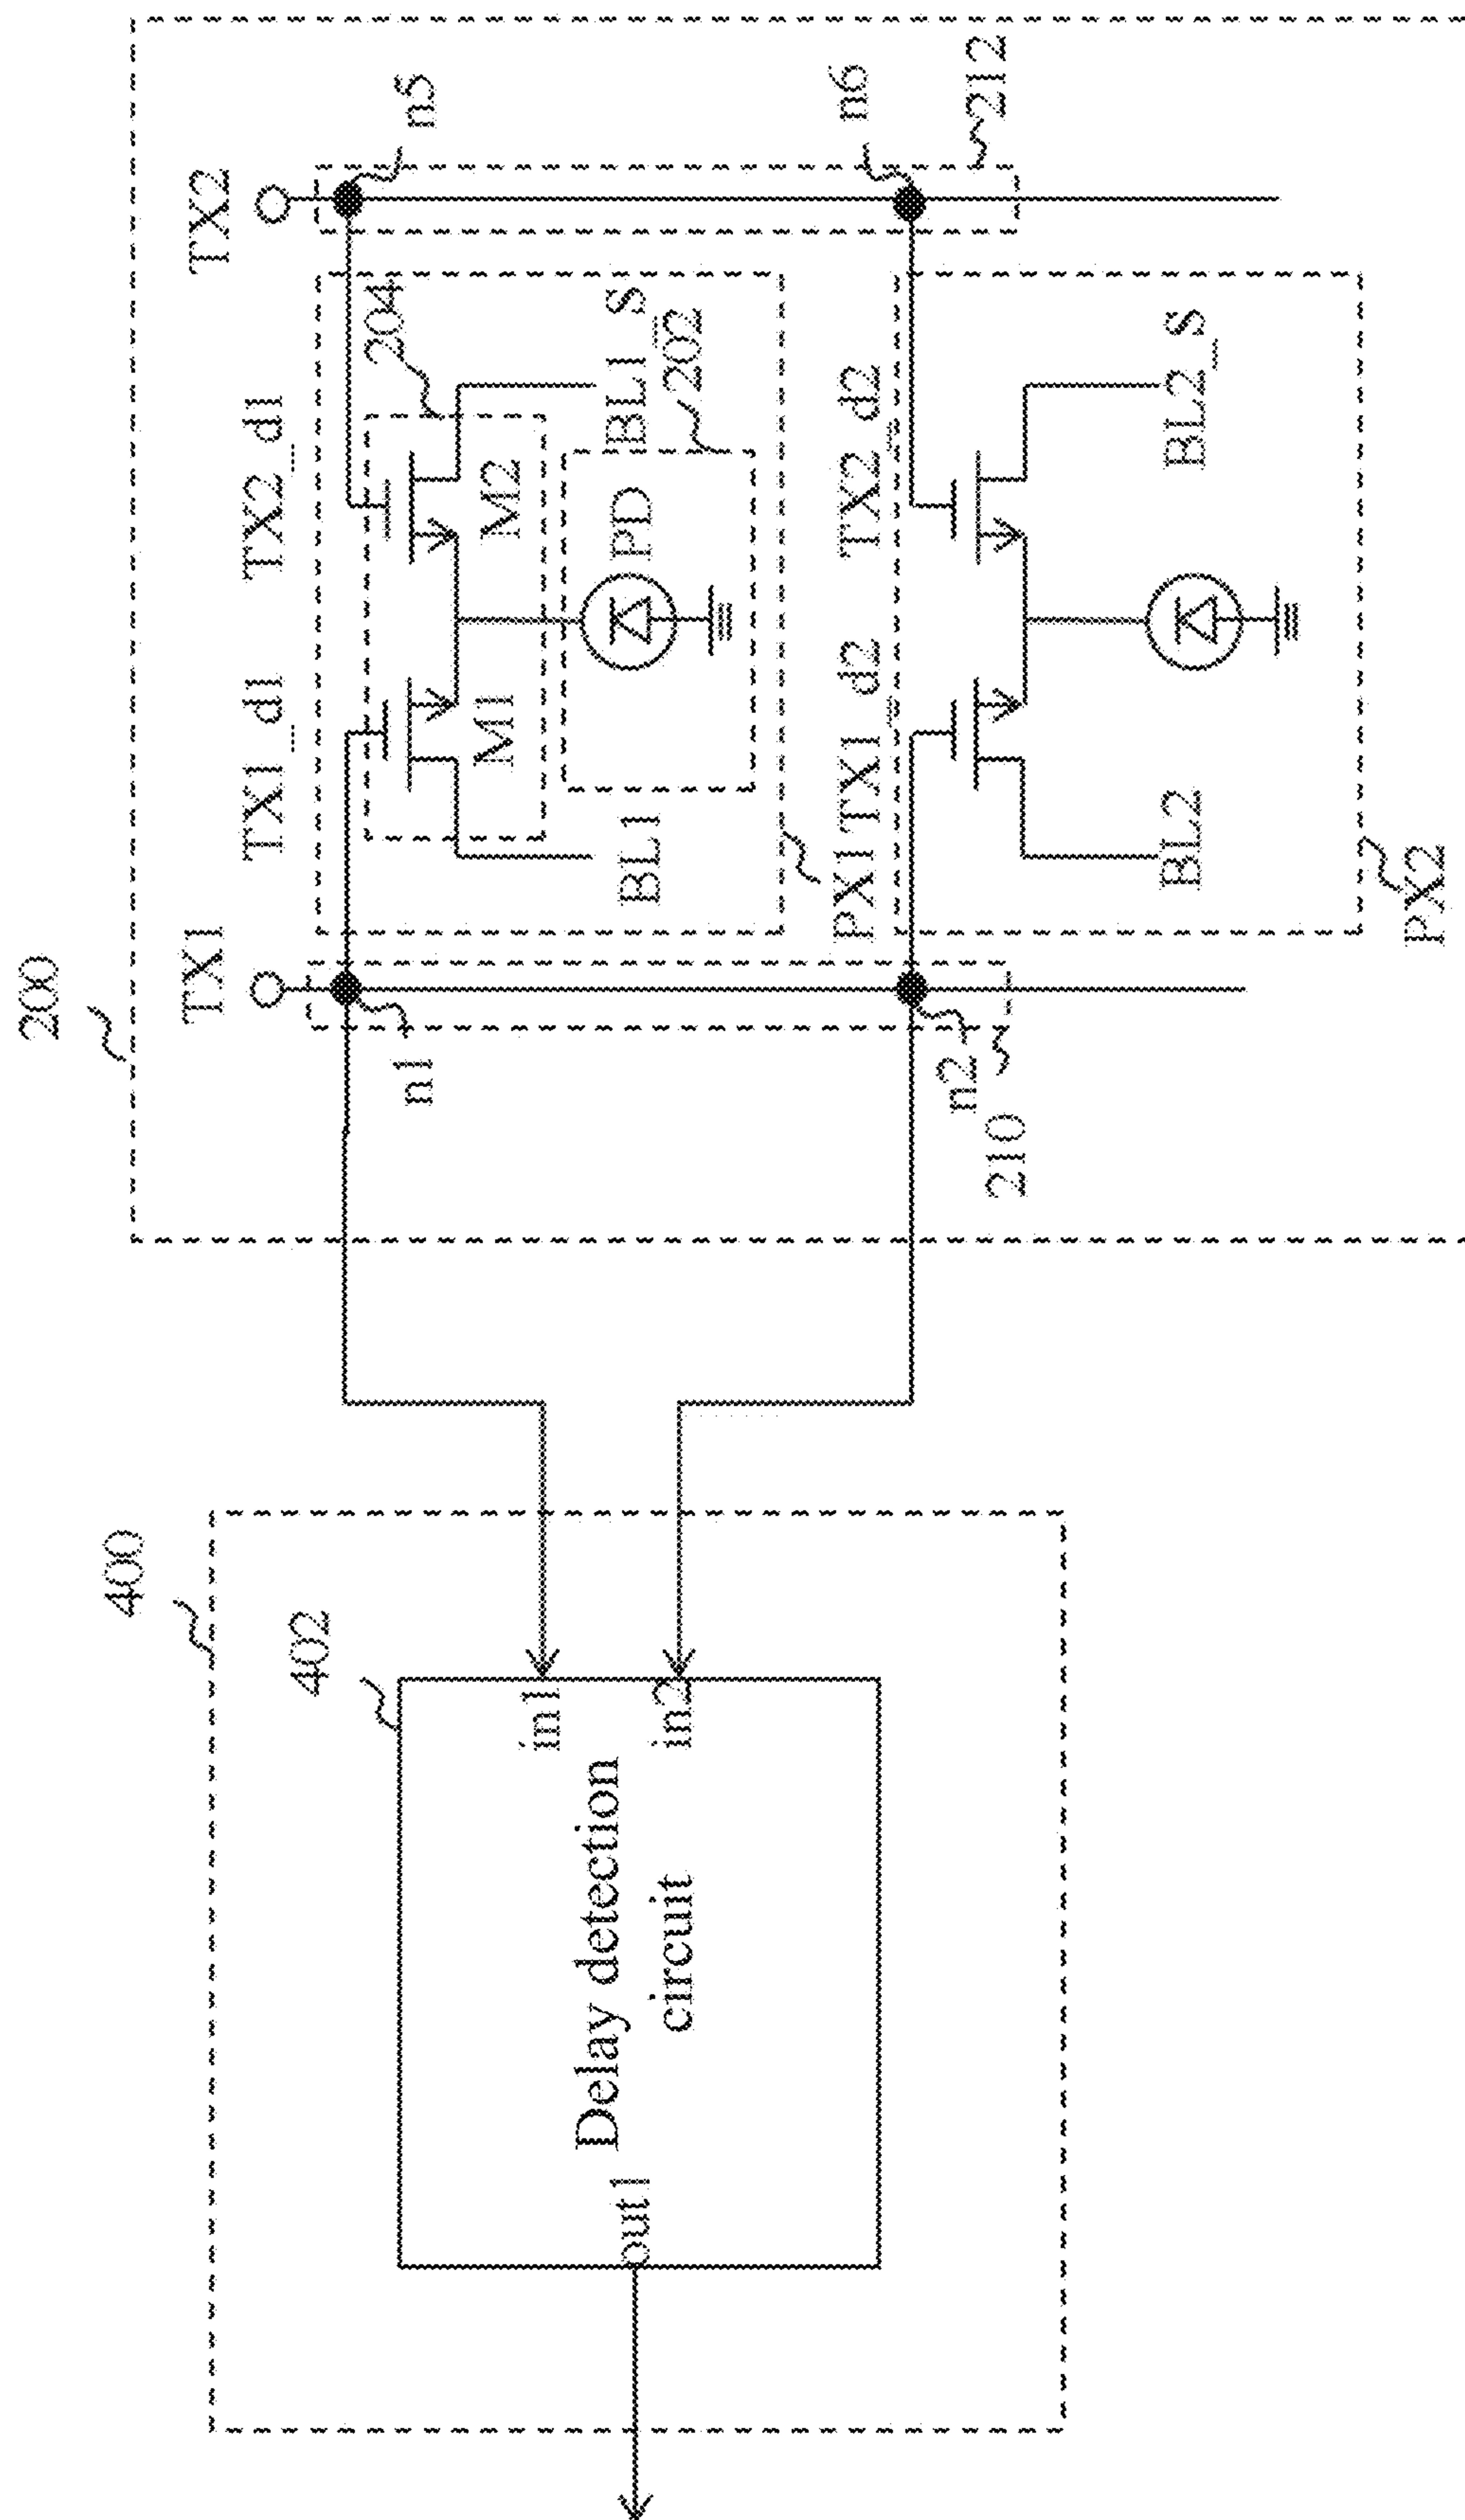 200
TX1
TX2
TX1_d1
TX2_d1
204
n5
n1
M1
M2
BL1
PD
BL1_S
202
PX1
TX1_d2
TX2_d2
n6
n2
210
212
BL2
BL2_S
PX2
400
402
in1
in2
Delay detection
circuit
out1